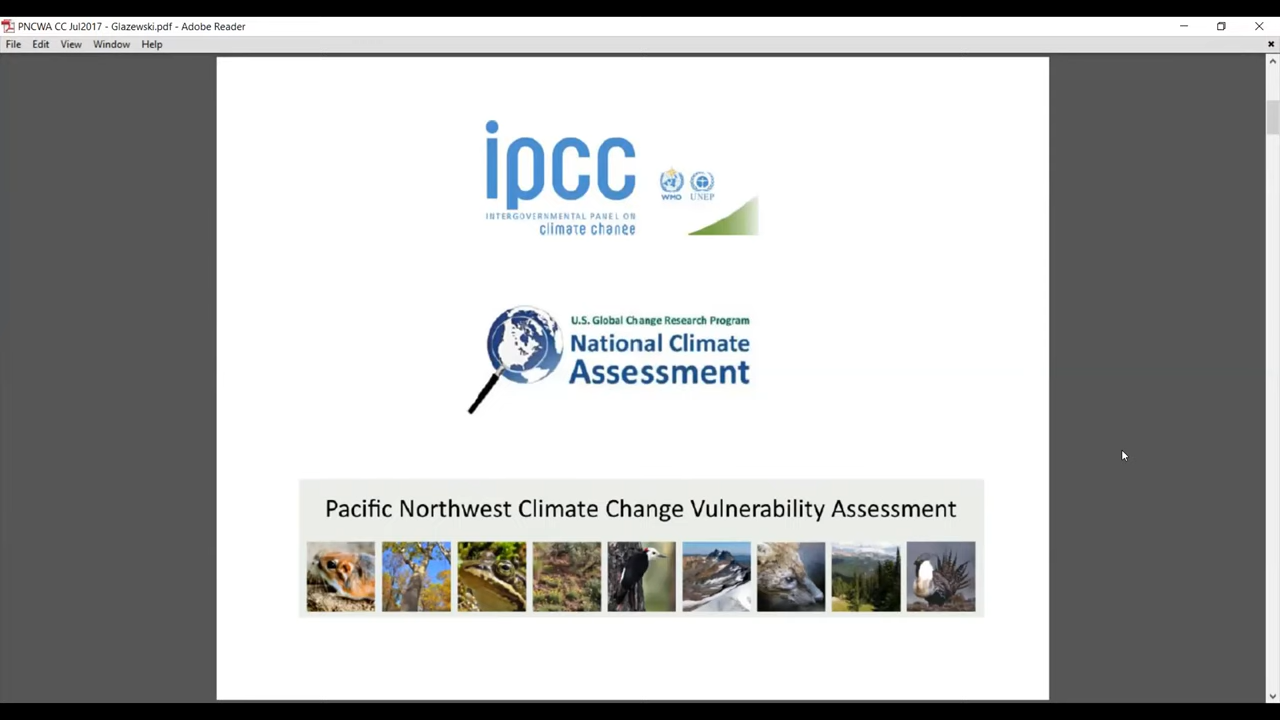 PNCWA CC Jul2017 - Glazewski.pdf - Adobe Reader
File Edit View Window Help
ipcc
INTERGOVERNMENTAL PANEL ON
climate change
WMO UNEP
U.S. Global Change Research Program
National Climate
Assessment
Pacific Northwest Climate Change Vulnerability Assessment